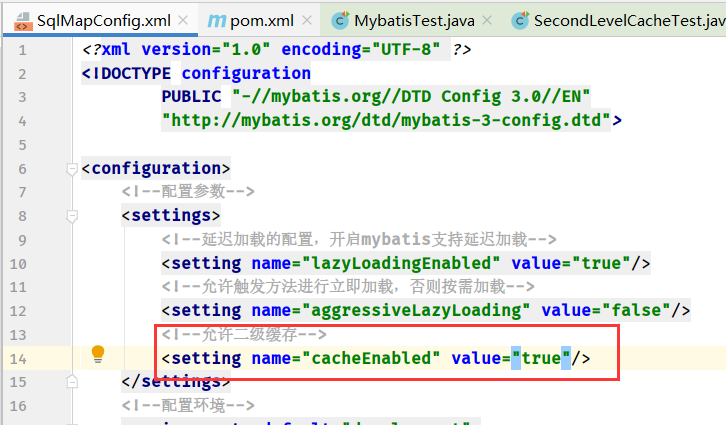 SqlMapConfig.xml × pom.xml × MybatisTest.java × SecondLevelCacheTest.jav
1 <?xml version="1.0" encoding="UTF-8" ?>
2 <!DOCTYPE configuration
3 PUBLIC "-//mybatis.org//DTD Config 3.0//EN"
4 "http://mybatis.org/dtd/mybatis-3-config.dtd">
5
6 <configuration>
7 <!--配置参数-->
8 <settings>
9 <!--延迟加载的配置，开启mybatis支持延迟加载-->
10 <setting name="lazyLoadingEnabled" value="true"/>
11 <!--允许触发方法进行立即加载，否则按需加载-->
12 <setting name="aggressiveLazyLoading" value="false"/>
13 <!--允许二级缓存-->
14 <setting name="cacheEnabled" value="true"/>
15 </settings>
16 <!--配置环境-->